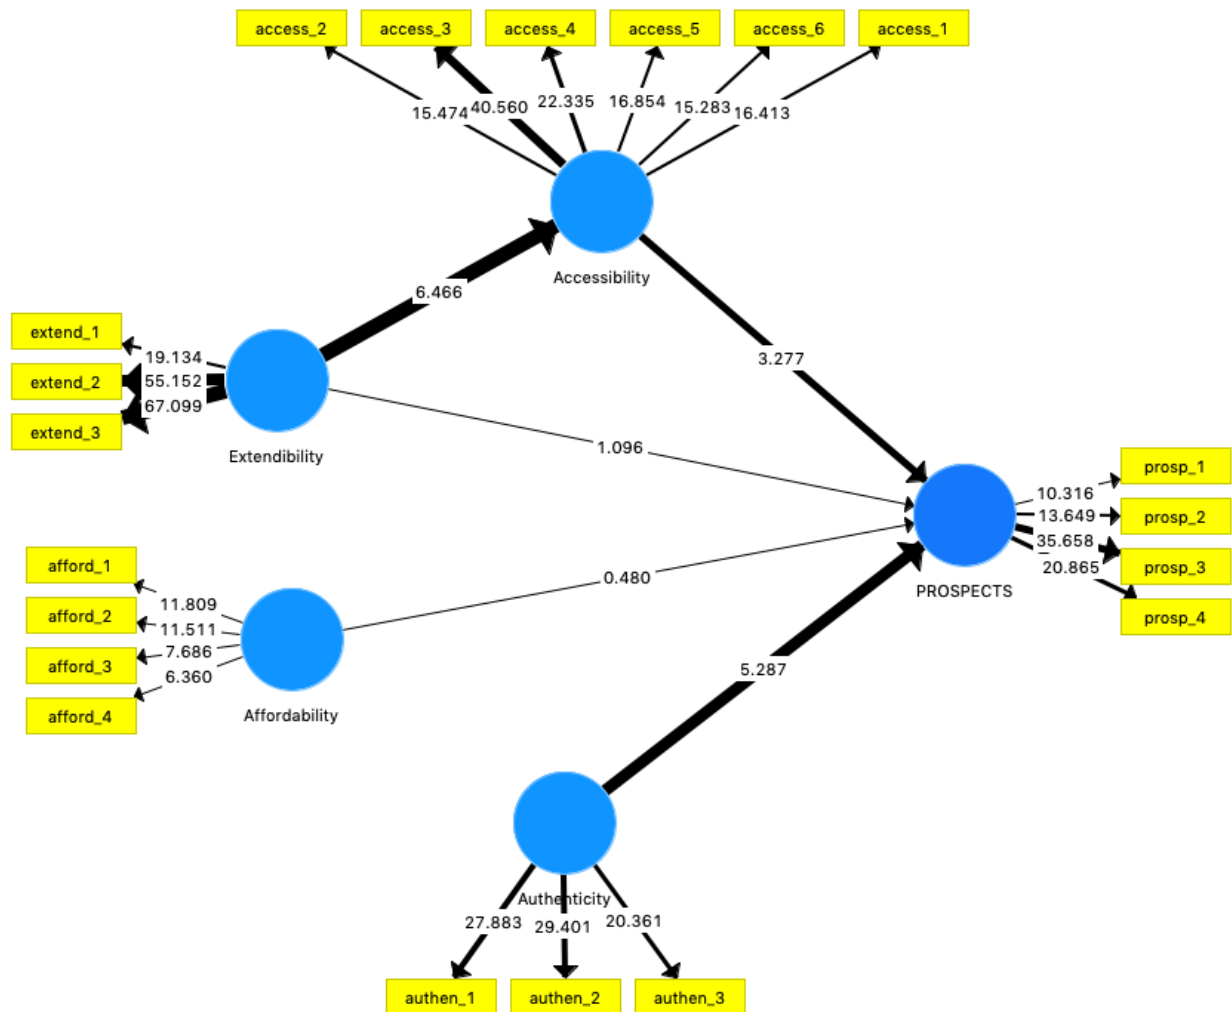 access_2
access_3
access_4
access_5
access_6
access_1
15.474
40.560
22.335
16.854
15.283
16.413
Accessibility
6.466
extend_1
extend_2
extend_3
19.134
55.152
67.099
Extendibility
3.277
1.096
prosp_1
prosp_2
prosp_3
prosp_4
10.316
13.649
35.658
20.865
PROSPECTS
afford_1
afford_2
afford_3
afford_4
11.809
11.511
7.686
6.360
Affordability
0.480
5.287
Authenticity
27.883
29.401
20.361
authen_1
authen_2
authen_3